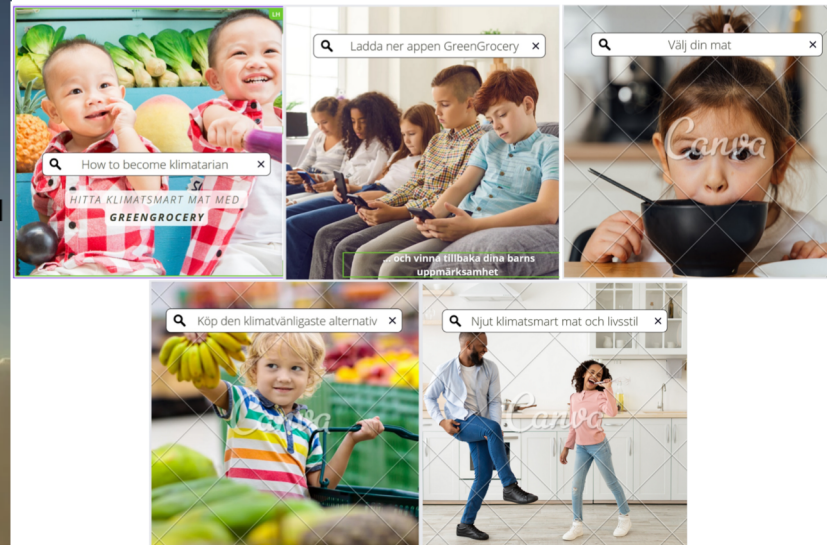 LH
How to become klimatarian
HITTA KLIMATSMART MAT MED
GREENGROCERY
Ladda ner appen GreenGrocery
... och vinna tillbaka dina barns
uppmärksamhet
Välj din mat
Canva
Köp den klimatvänligaste alternativ
Canva
Njut klimatsmart mat och livsstil
Canva